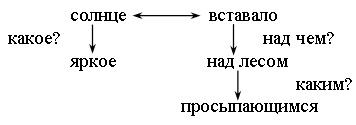 солнце вставало
какое? над чем?
яркое над лесом
каким?
просыпающимся